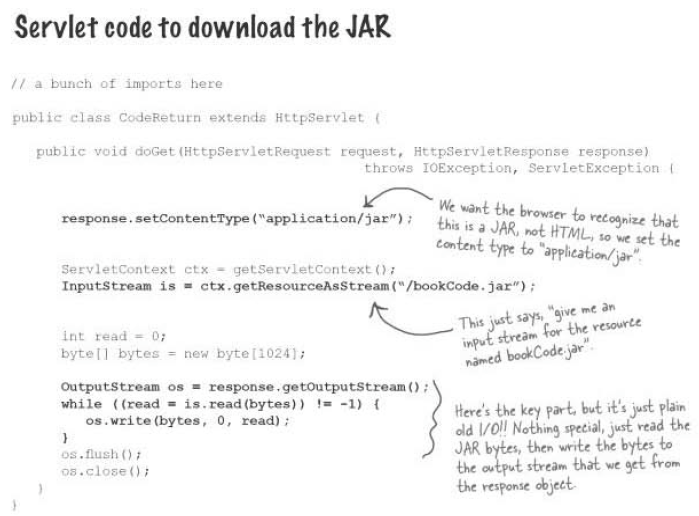 Servlet code to download the JAR
// a bunch of imports here
public class CodeReturn extends HttpServlet {
public void doGet(HttpServletRequest request, HttpServletResponse response)
throws IOException, ServletException {
response.setContentType("application/jar");
We want the browser to recognize that
this is a JAR, not HTML, so we set the
content type to "application/jar".
ServletContext ctx = getServletContext();
InputStream is = ctx.getResourceAsStream("/bookCode.jar");
This just says, "give me an
input stream for the resource
named bookCode.jar".
int read = 0;
byte[] bytes = new byte[1024];
OutputStream os = response.getOutputStream();
while ((read = is.read(bytes)) != -1) {
os.write(bytes, 0, read);
}
os.flush();
os.close();
Here's the key part, but it's just plain
old I/O!! Nothing special, just read the
JAR bytes, then write the bytes to
the output stream that we get from
the response object.
}
}